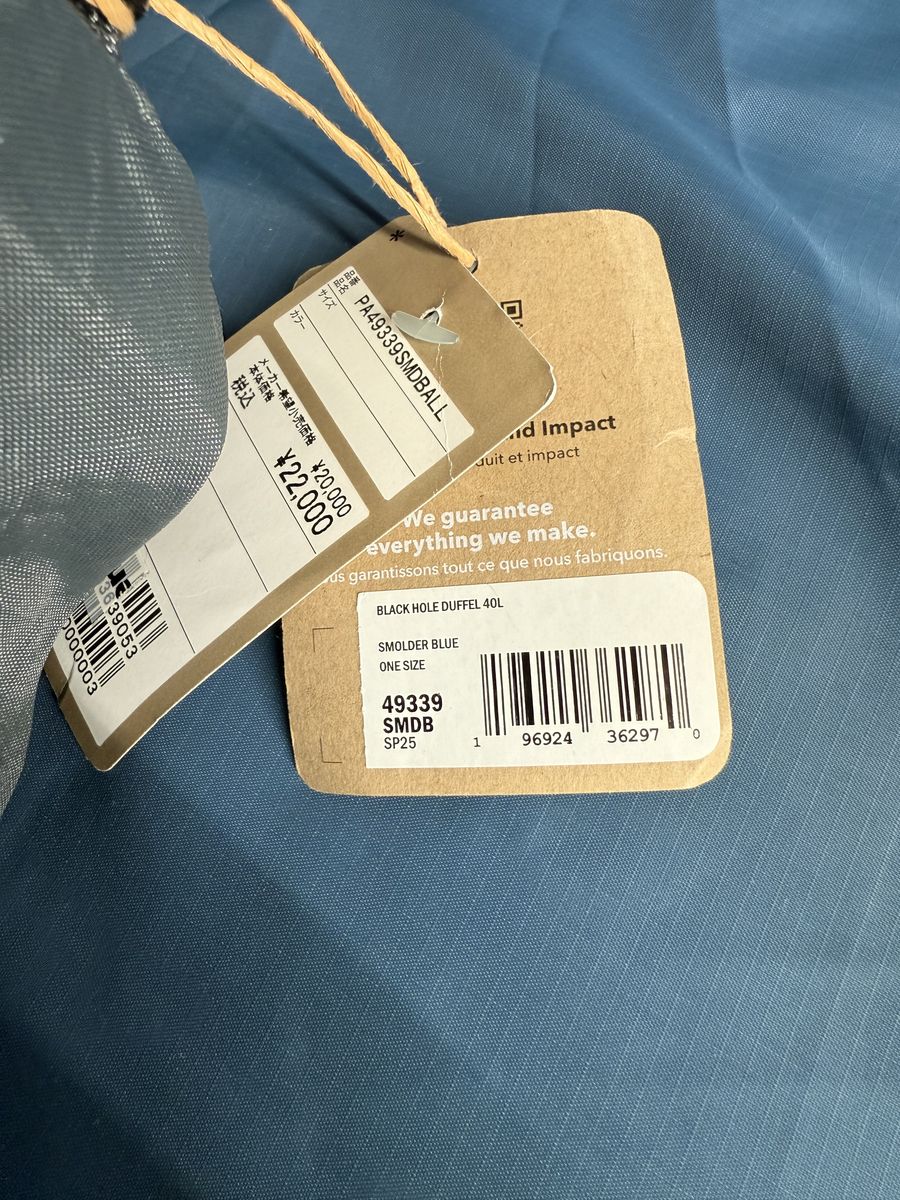 *
品番
品名
PA49339SMDBALL
サイズ
カラー
メーカー希望小売価格
本体価格
¥20,000
税込
¥22,000
3639053
000003
nd Impact
duit et impact
We guarantee
everything we make.
us garantissons tout ce que nous fabriquons.
BLACK HOLE DUFFEL 40L
SMOLDER BLUE
ONE SIZE
49339
SMDB
SP25
1 96924 36297 0